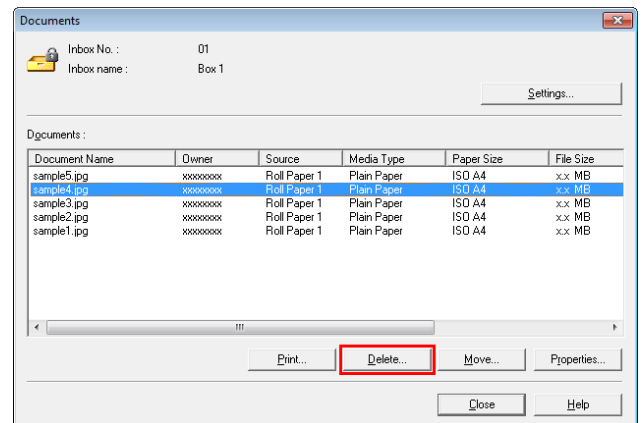 Documents
Inbox No. : 01
Inbox name : Box 1
Settings...
Documents :
Document Name Owner Source Media Type Paper Size File Size
sample5.jpg xxxxxxxx Roll Paper 1 Plain Paper ISO A4 x.x MB
sample4.jpg xxxxxxxx Roll Paper 1 Plain Paper ISO A4 x.x MB
sample3.jpg xxxxxxxx Roll Paper 1 Plain Paper ISO A4 x.x MB
sample2.jpg xxxxxxxx Roll Paper 1 Plain Paper ISO A4 x.x MB
sample1.jpg xxxxxxxx Roll Paper 1 Plain Paper ISO A4 x.x MB
Print... Delete... Move... Properties...
Close Help